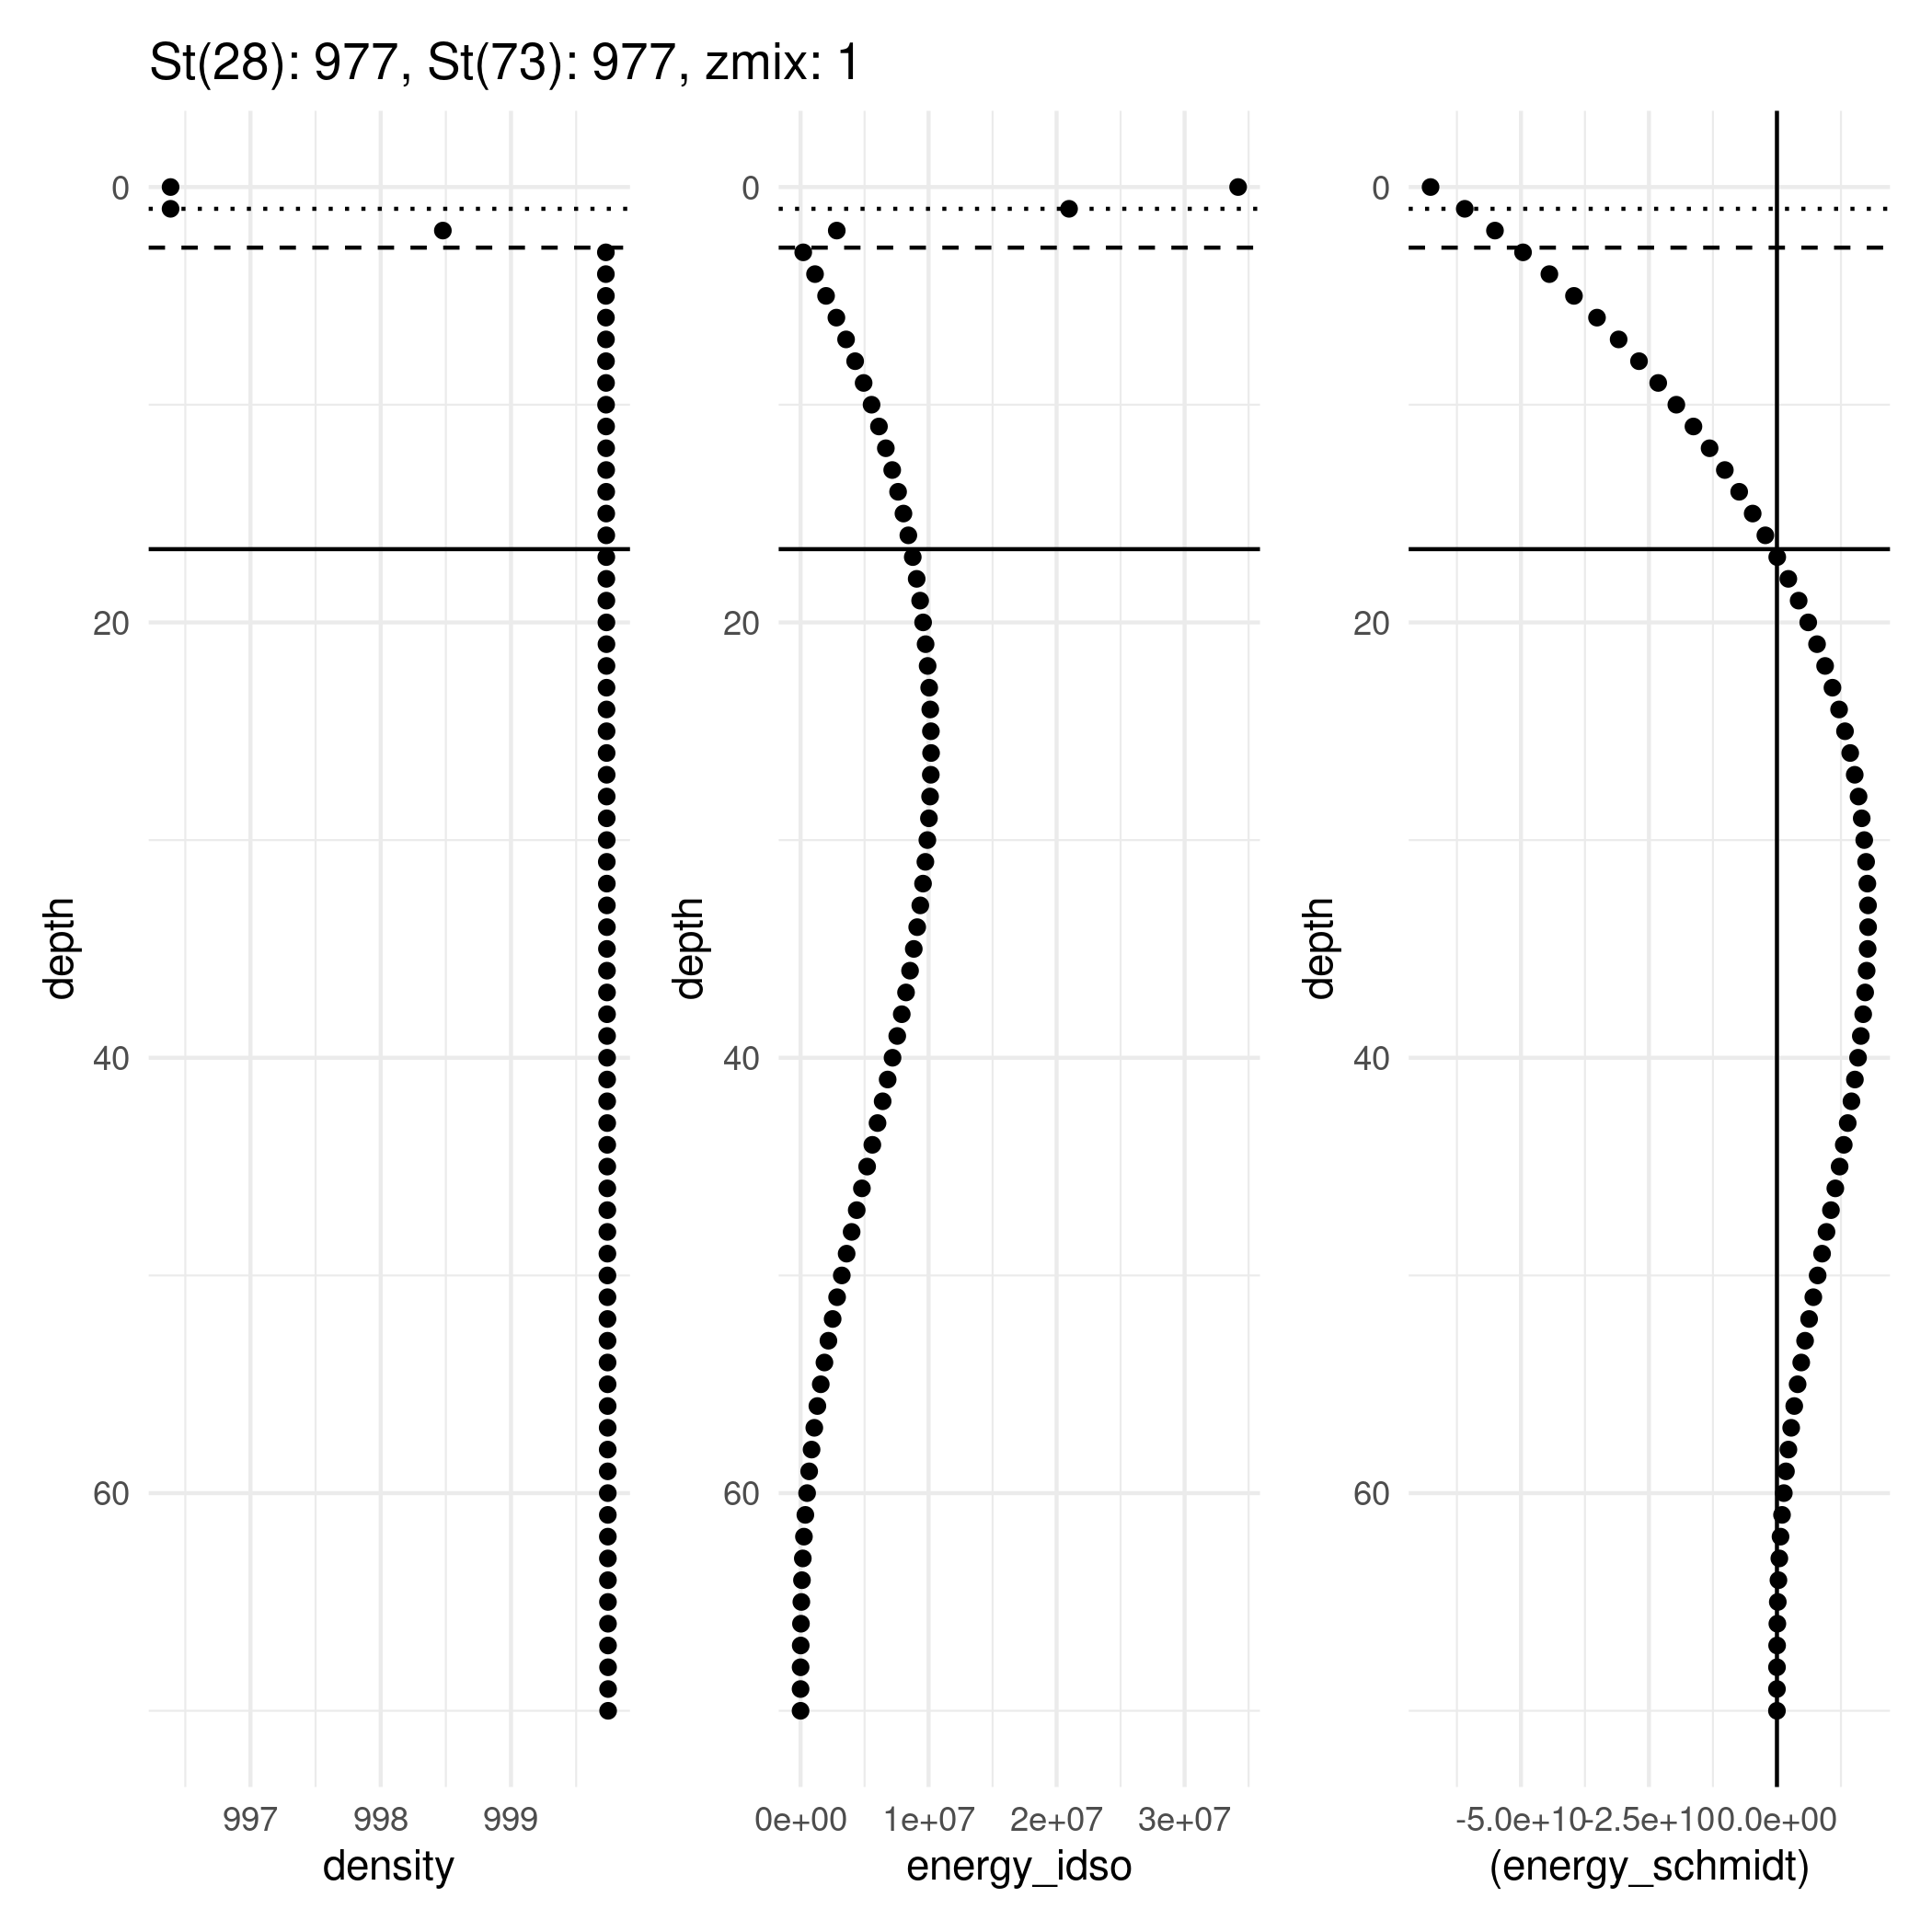 St(28): 977, St(73): 977, zmix: 1
0
20
40
60
depth
997 998 999
density
0
20
40
60
depth
0e+00 1e+07 2e+07 3e+07
energy_idso
0
20
40
60
depth
-5.0e+10 -2.5e+10 0.0e+00
(energy_schmidt)